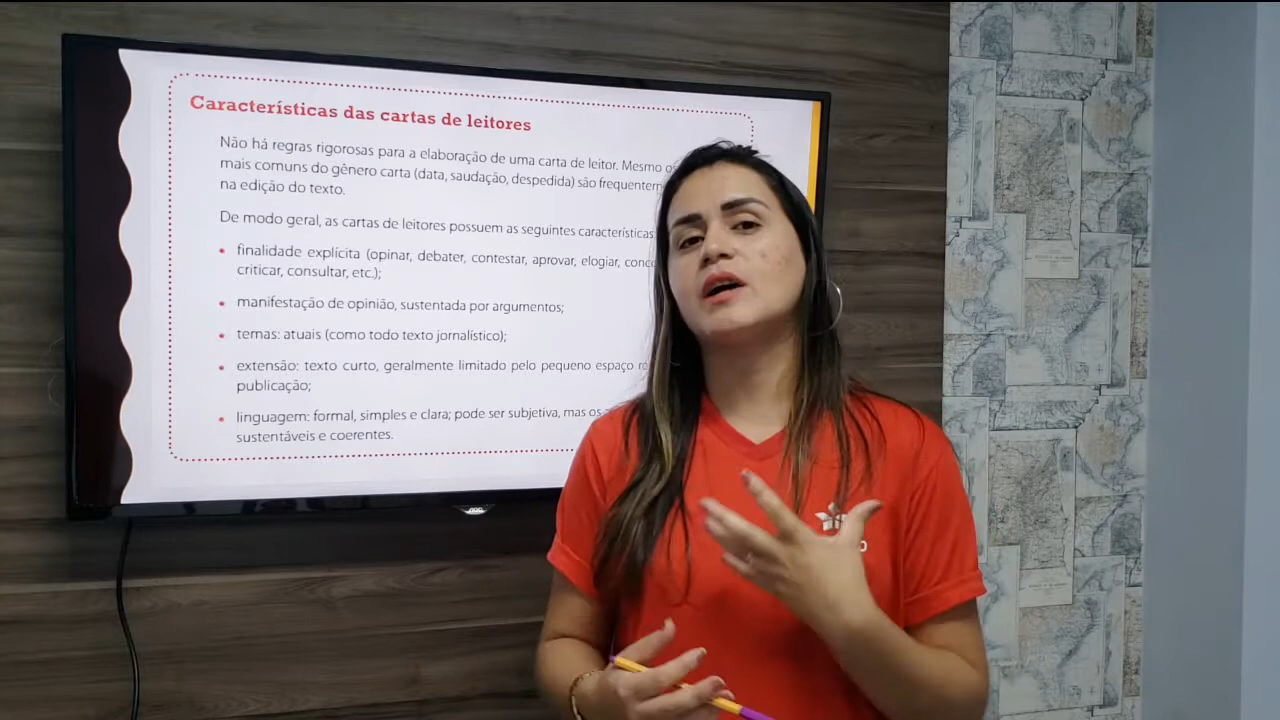 Características das cartas de leitores
Não há regras rigorosas para a elaboração de uma carta de leitor. Mesmo
mais comuns do gênero carta (data, saudação, despedida) são
na edição do texto.
De modo geral, as cartas de leitores possuem as seguintes características
• finalidade explícita (opinar, debater, contestar, aprovar, elogiar,
criticar, consultar, etc.);
• manifestação de opinião, sustentada por argumentos;
• temas: atuais (como todo texto jornalístico);
• extensão: texto curto, geralmente limitado pelo pequeno espaço
publicação;
• linguagem: formal, simples e clara; pode ser subjetiva, mas os
sustentáveis e coerentes.
AOC